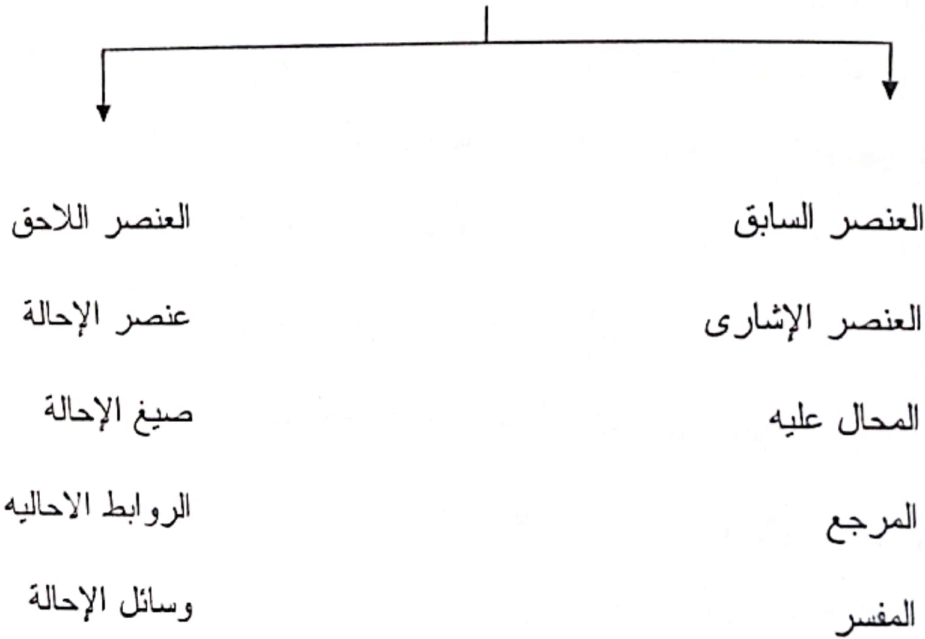 العنصر السابق
العنصر الإشارى
المحال عليه
المرجع
المفسر
العنصر اللاحق
عنصر الإحالة
صيغ الإحالة
الروابط الاحاليه
وسائل الإحالة